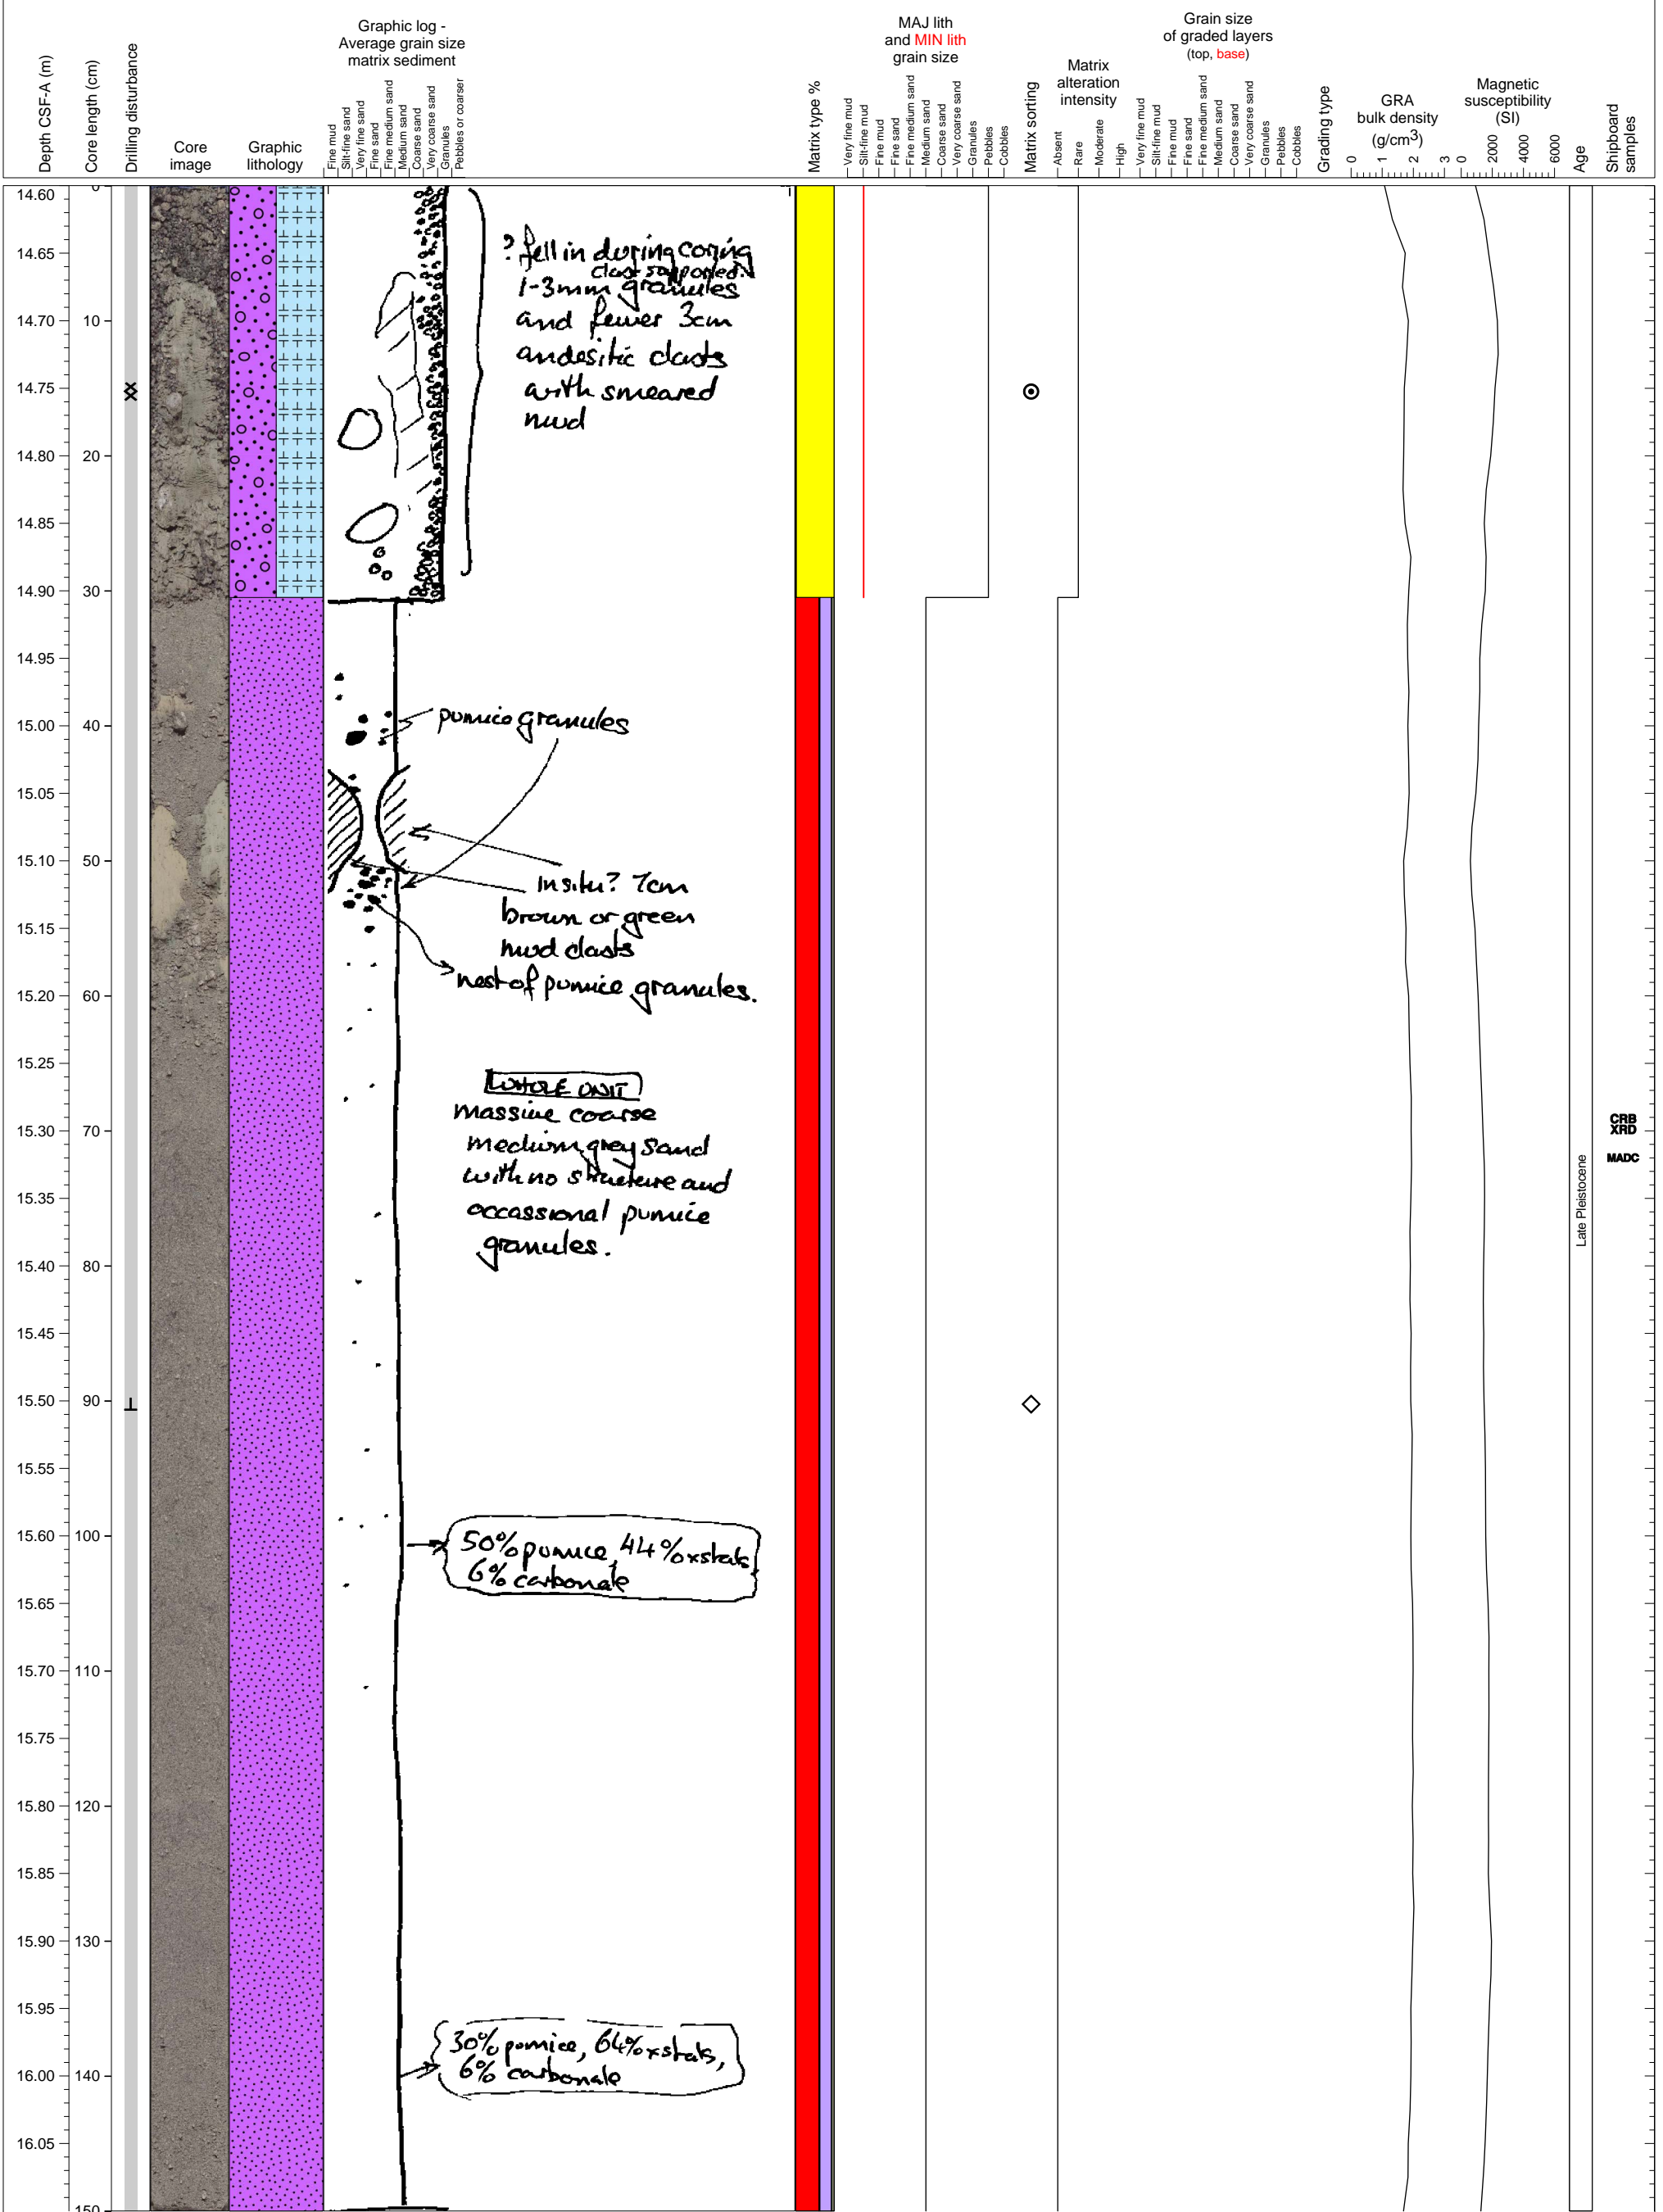 Depth CSF-A (m)
Core length (cm)
Drilling disturbance
Core
image
Graphic
lithology
Graphic log -
Average grain size
matrix sediment
Fine mud
Silt-fine sand
Very fine sand
Fine sand
Fine medium sand
Medium sand
Coarse sand
Very coarse sand
Granules
Pebbles or coarser
Matrix type %
MAJ lith
and MIN lith
grain size
Very fine mud
Silt-fine mud
Fine mud
Fine sand
Fine medium sand
Medium sand
Coarse sand
Very coarse sand
Granules
Pebbles
Cobbles
Matrix sorting
Matrix
alteration
intensity
Absent
Rare
Moderate
High
Grain size
of graded layers
(top, base)
Very fine mud
Silt-fine mud
Fine mud
Fine sand
Fine medium sand
Medium sand
Coarse sand
Very coarse sand
Granules
Pebbles
Cobbles
Grading type
GRA
bulk density
(g/cm3)
0 1 2 3
Magnetic
susceptibility
(SI)
0 2000 4000 6000
Age
Shipboard
samples
14.60 0
14.65
14.70 10
14.75
14.80 20
14.85
14.90 30
14.95
15.00 40
15.05
15.10 50
15.15
15.20 60
15.25
15.30 70
15.35
15.40 80
15.45
15.50 90
15.55
15.60 100
15.65
15.70 110
15.75
15.80 120
15.85
15.90 130
15.95
16.00 140
16.05
150
? fell in during coring
clast supported.
1-3mm granules
and fewer 3cm
andesitic clasts
with smeared
mud
pumice granules
Insitu? 7cm
brown or green
mud clasts
nest of pumice granules.
WHOLE UNIT
massive coarse
medium grey sand
with no structure and
occassional pumice
granules.
50% pumice, 44% xstals
6% carbonate
30% pumice, 64% xstals,
6% carbonate
Late Pleistocene
CRB
XRD
MADC